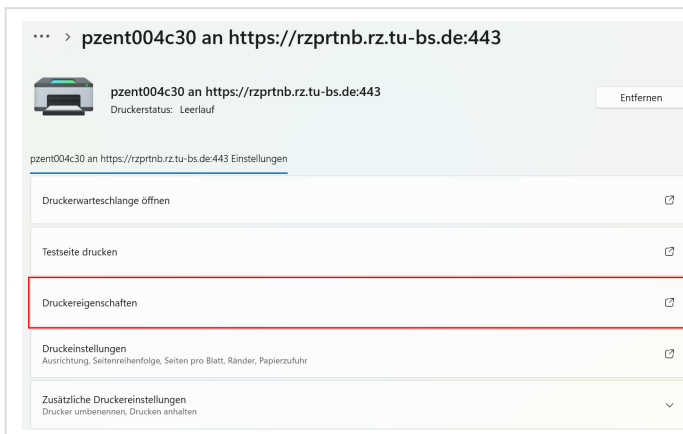 ... > pzent004c30 an https://rzprtnb.rz.tu-bs.de:443
pzent004c30 an https://rzprtnb.rz.tu-bs.de:443
Druckerstatus: Leerlauf
Entfernen
pzent004c30 an https://rzprtnb.rz.tu-bs.de:443 Einstellungen
Druckerwarteschlange öffnen
Testseite drucken
Druckereigenschaften
Druckeinstellungen
Ausrichtung, Seitenreihenfolge, Seiten pro Blatt, Ränder, Papierzufuhr
Zusätzliche Druckereinstellungen
Drucker umbenennen, Drucken anhalten